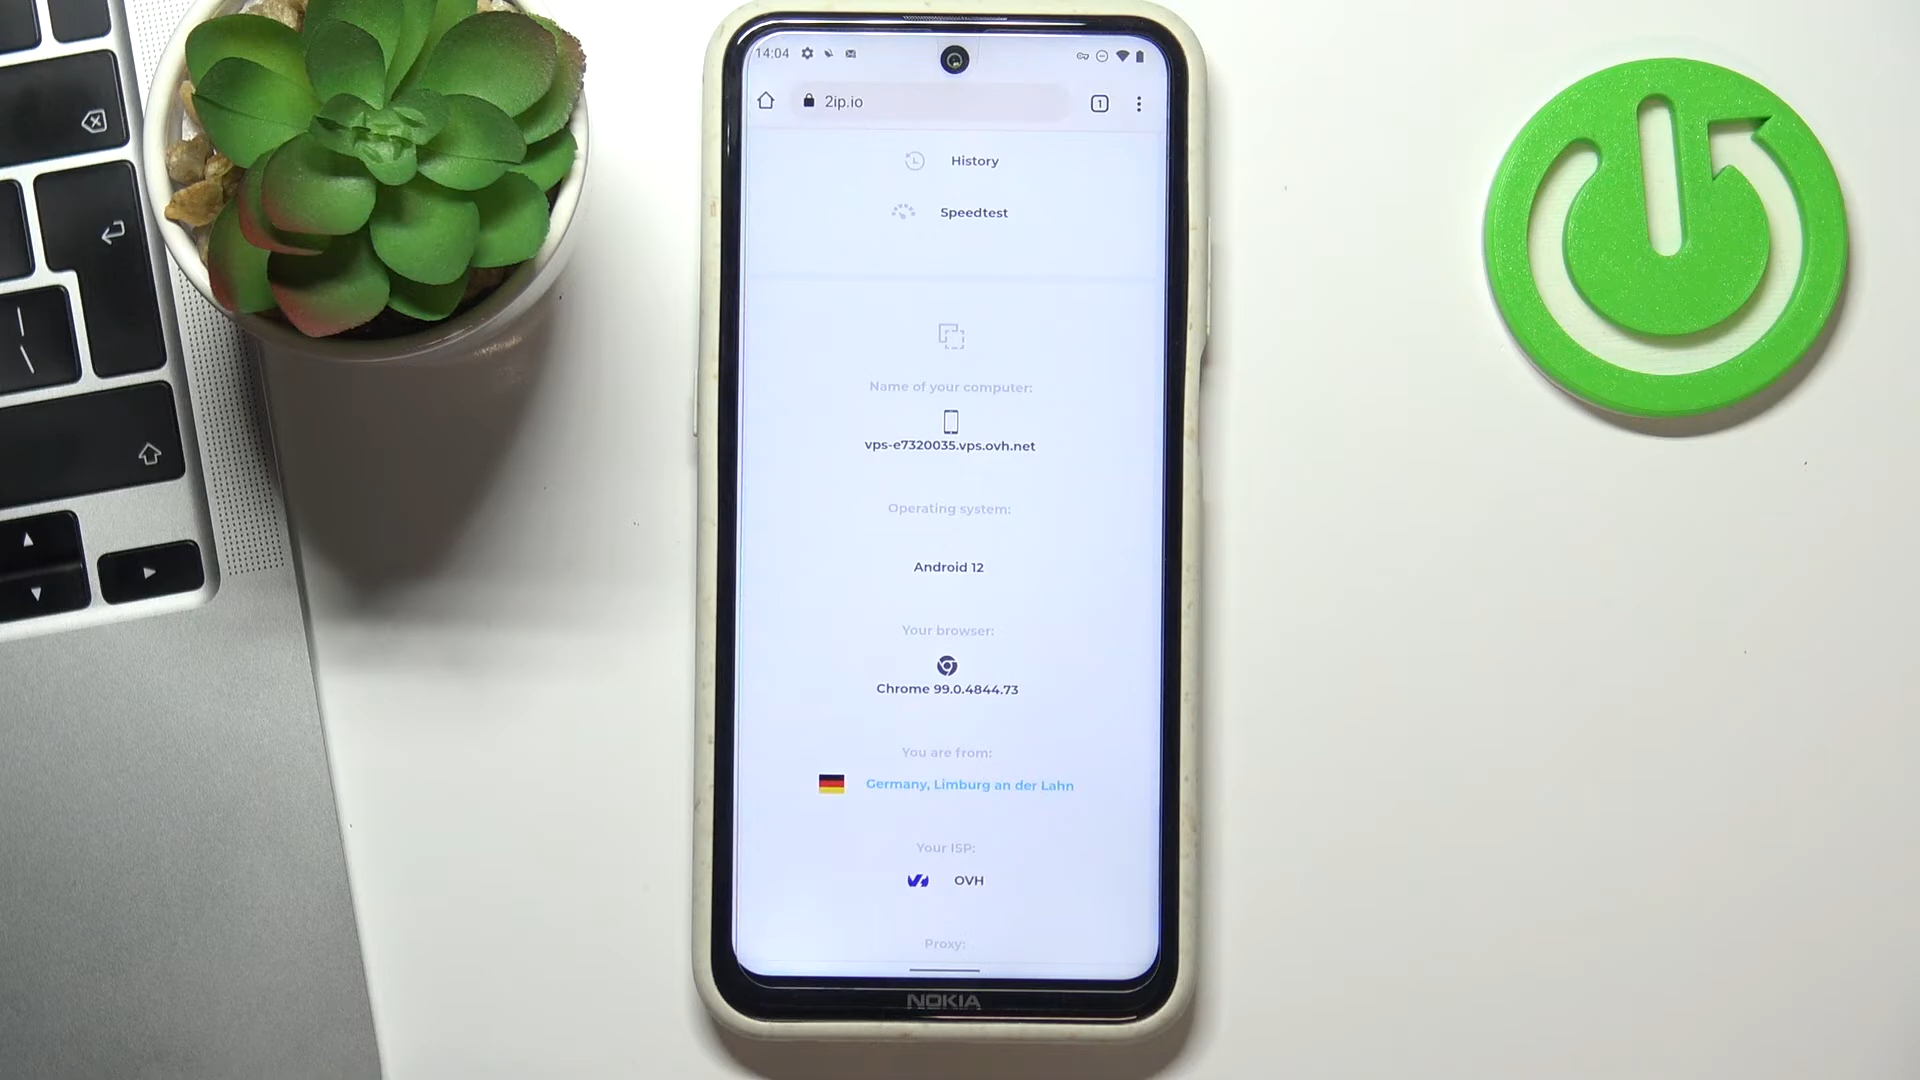 14:04
2ip.io
1
History
Speedtest
Name of your computer:
vps-e7320035.vps.ovh.net
Operating system:
Android 12
Your browser:
Chrome 99.0.4844.73
You are from:
Germany, Limburg an der Lahn
Your ISP:
OVH
Proxy:
NOKIA